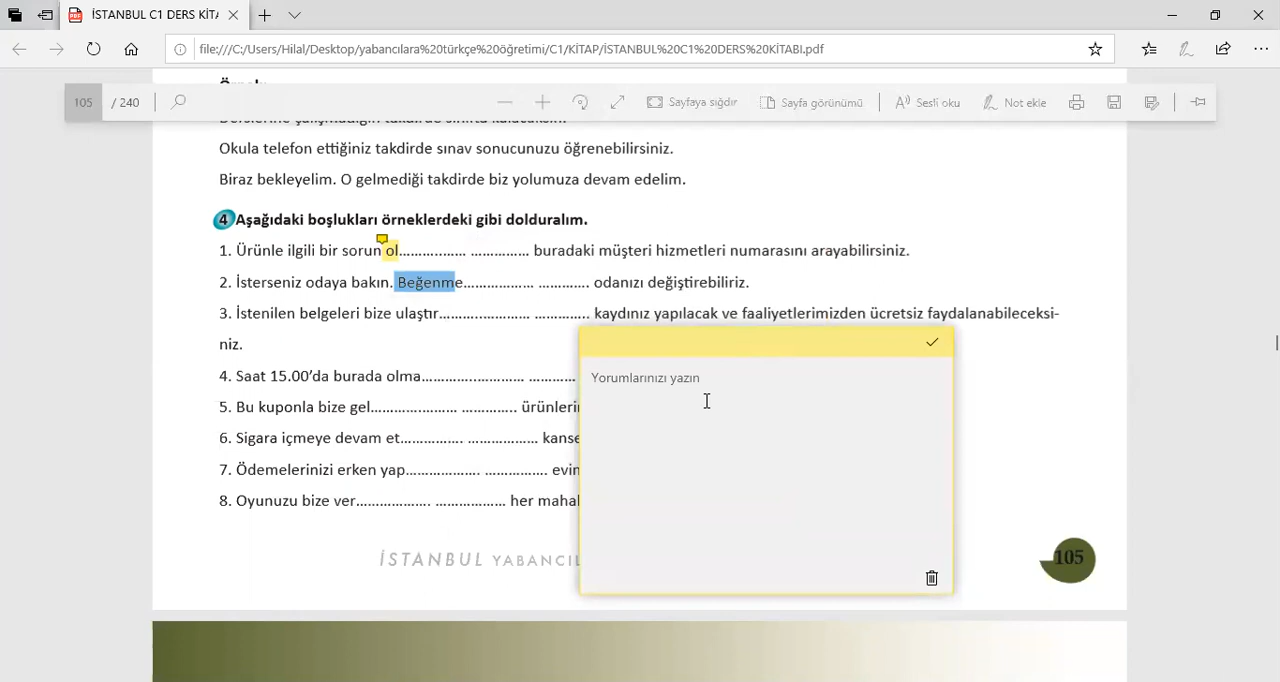 İSTANBUL C1 DERS KİTA
file:///C:/Users/Hilal/Desktop/yabancılara%20türkçe%20öğretimi/C1/KİTAP/İSTANBUL%20C1%20DERS%20KİTABI.pdf
105 / 240 Sayfaya sığdır Sayfa görünümü Sesli oku Not ekle
Okula telefon ettiğiniz takdirde sınav sonucunuzu öğrenebilirsiniz.
Biraz bekleyelim. O gelmediği takdirde biz yolumuza devam edelim.
4 Aşağıdaki boşlukları örneklerdeki gibi dolduralım.
1. Ürünle ilgili bir sorun ol…………… …………… buradaki müşteri hizmetleri numarasını arayabilirsiniz.
2. İsterseniz odaya bakın. Beğenme……………… …………. odanızı değiştirebiliriz.
3. İstenilen belgeleri bize ulaştır…………………. ………….. kaydınız yapılacak ve faaliyetlerimizden ücretsiz faydalanabileceksi-
niz.
4. Saat 15.00’da burada olma…………..………… …………
5. Bu kuponla bize gel………………… ………….. ürünleri
6. Sigara içmeye devam et……………. ……………… kanse
7. Ödemelerinizi erken yap………………. ……………. evim
8. Oyunuzu bize ver………………. ……………… her mahal
Yorumlarınızı yazın
İSTANBUL YABANCIL
105